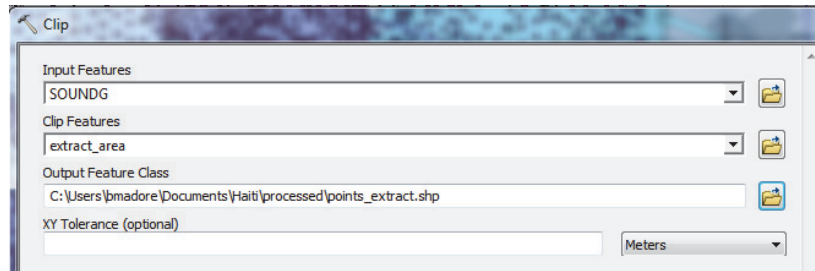 Clip
Input Features
SOUNDG
Clip Features
extract_area
Output Feature Class
C:\Users\bmadore\Documents\Haiti\processed\points_extract.shp
XY Tolerance (optional)
Meters